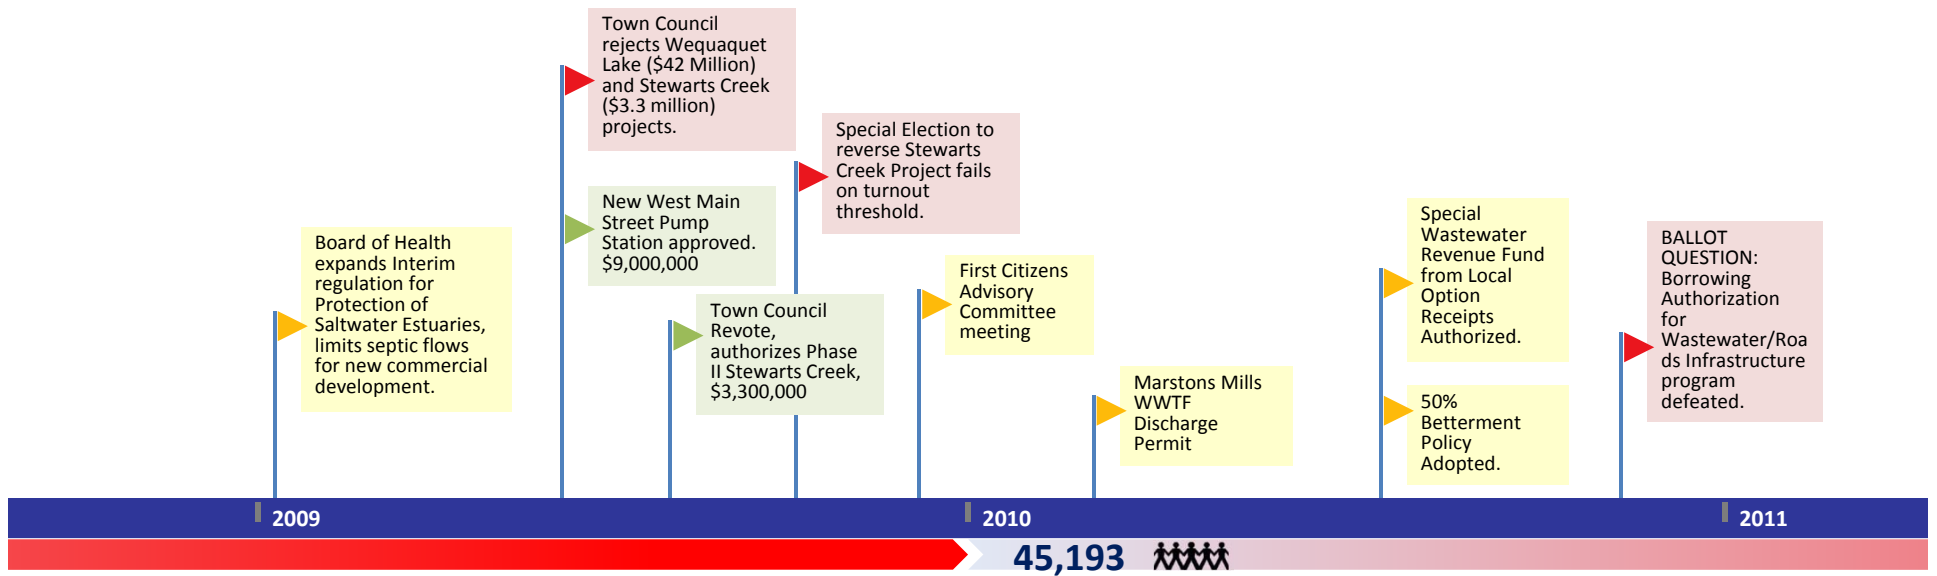 Town Council
rejects Wequaquet
Lake ($42 Million)
and Stewarts Creek
($3.3 million)
projects.
Special Election to
reverse Stewarts
Creek Project fails
on turnout
threshold.
New West Main
Street Pump
Station approved.
$9,000,000
Board of Health
expands Interim
regulation for
Protection of
Saltwater Estuaries,
limits septic flows
for new commercial
development.
Town Council
Revote,
authorizes Phase
II Stewarts Creek,
$3,300,000
First Citizens
Advisory
Committee
meeting
Marstons Mills
WWTF
Discharge
Permit
Special
Wastewater
Revenue Fund
from Local
Option
Receipts
Authorized.
50%
Betterment
Policy
Adopted.
BALLOT
QUESTION:
Borrowing
Authorization
for
Wastewater/Roa
ds Infrastructure
program
defeated.
2009
2010
2011
45,193